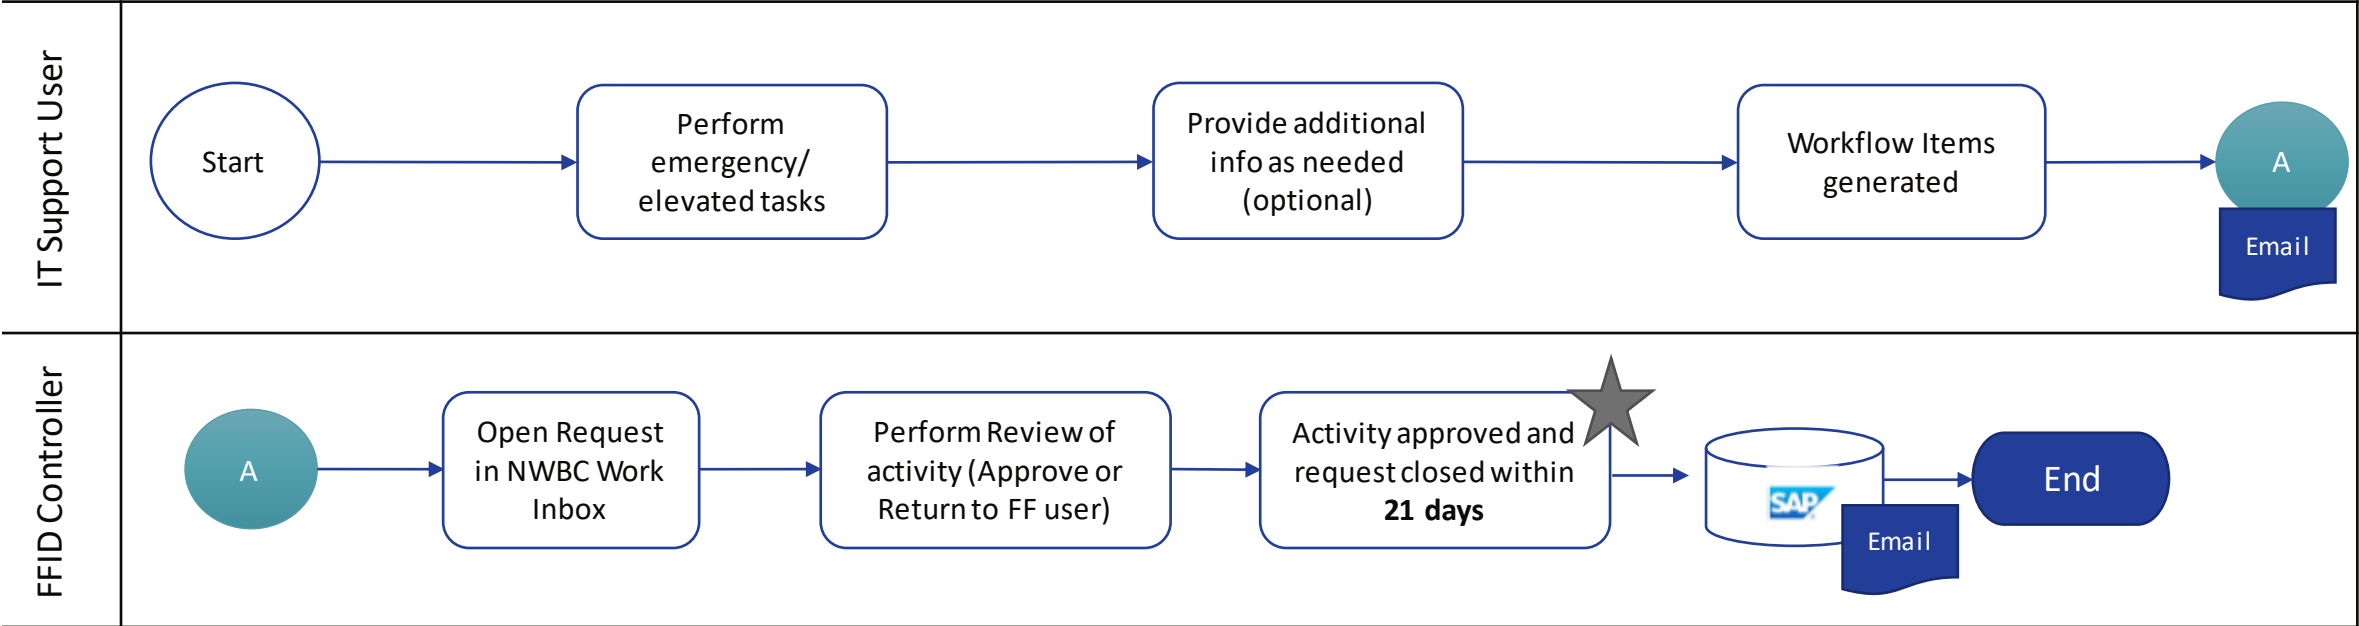 IT Support User
Start
Perform
emergency/
elevated tasks
Provide additional
info as needed
(optional)
Workflow Items
generated
A
Email
FFID Controller
A
Open Request
in NWBC Work
Inbox
Perform Review of
activity (Approve or
Return to FF user)
Activity approved and
request closed within
21 days
SAP
Email
End